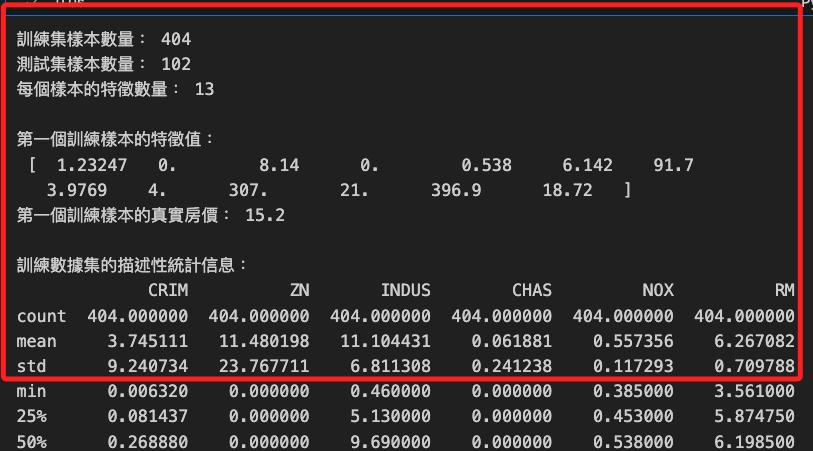 訓練集樣本數量： 404
測試集樣本數量： 102
每個樣本的特徵數量： 13
第一個訓練樣本的特徵值：
[ 1.23247 0. 8.14 0. 0.538 6.142 91.7
3.9769 4. 307. 21. 396.9 18.72 ]
第一個訓練樣本的真實房價： 15.2
訓練數據集的描述性統計信息：
CRIM ZN INDUS CHAS NOX RM
count 404.000000 404.000000 404.000000 404.000000 404.000000 404.000000
mean 3.745111 11.480198 11.104431 0.061881 0.557356 6.267082
std 9.240734 23.767711 6.811308 0.241238 0.117293 0.709788
min 0.006320 0.000000 0.460000 0.000000 0.385000 3.561000
25% 0.081437 0.000000 5.130000 0.000000 0.453000 5.874750
50% 0.268880 0.000000 9.690000 0.000000 0.538000 6.198500